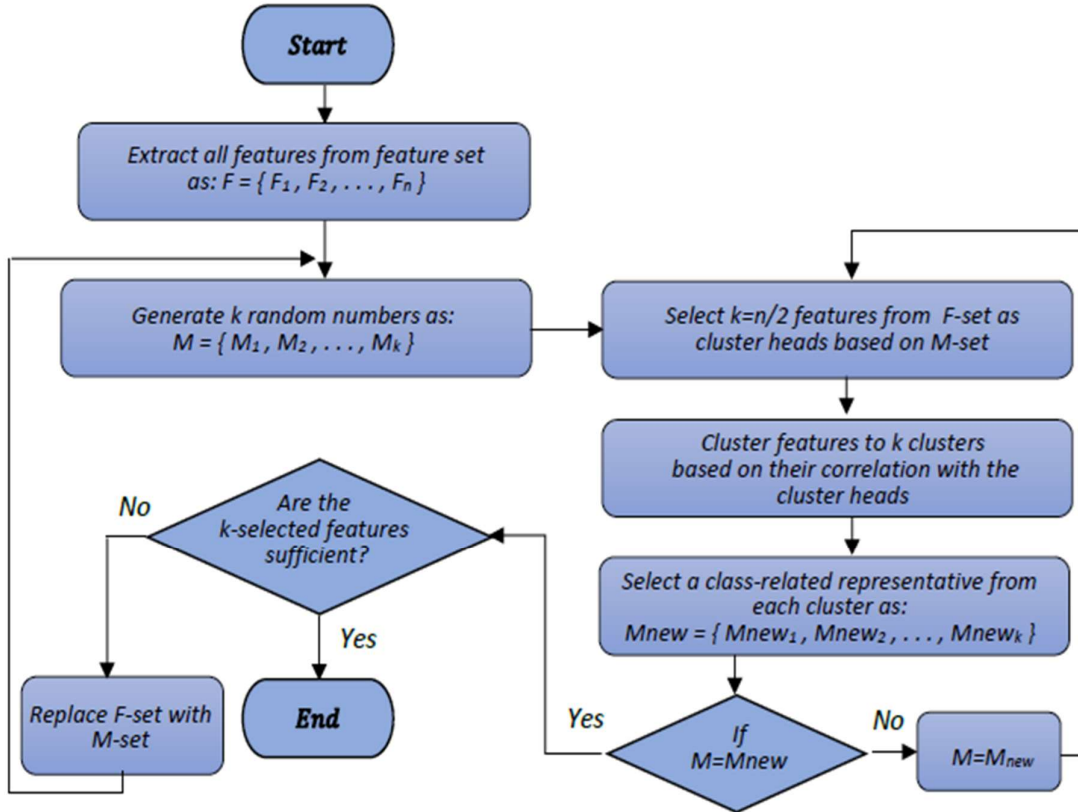 Start
Extract all features from feature set
as: F = { F₁ , F₂ , . . . , Fₙ }
Generate k random numbers as:
M = { M₁ , M₂ , . . . , Mₖ }
Select k=n/2 features from F-set as
cluster heads based on M-set
Cluster features to k clusters
based on their correlation with the
cluster heads
Select a class-related representative from
each cluster as:
Mnew = { Mnew₁ , Mnew₂ , . . . , Mnewₖ }
If
M=Mnew
No
M=Mnew
Yes
Are the
k-selected features
sufficient?
No
Replace F-set with
M-set
Yes
End